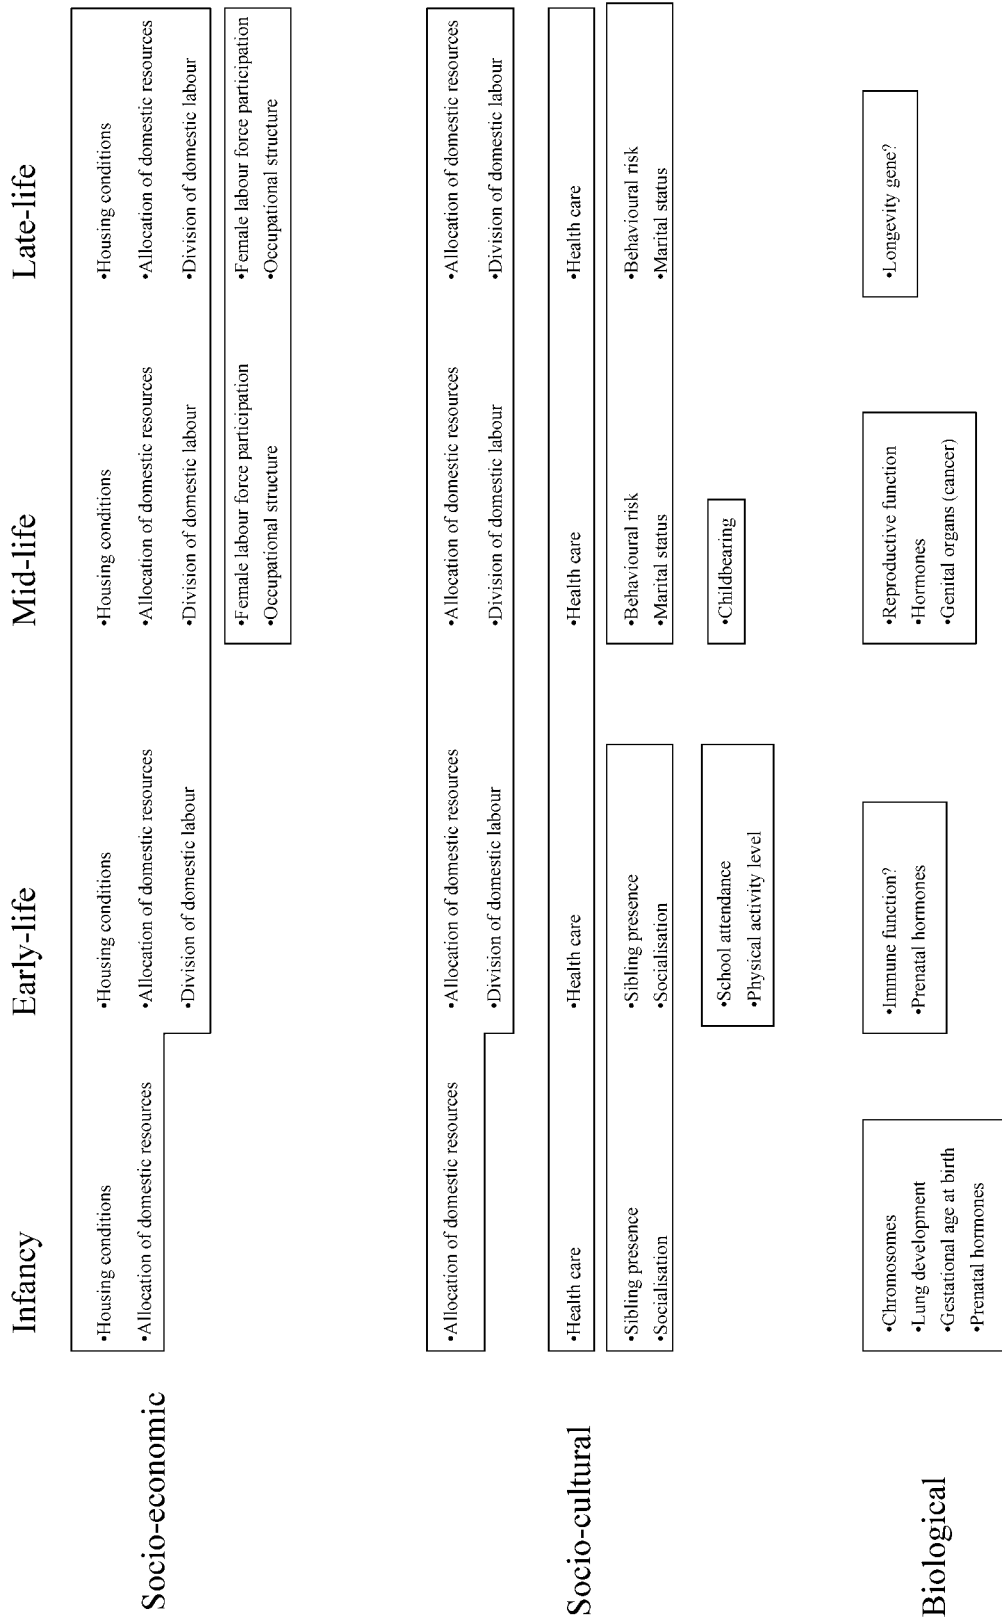 Infancy
Early-life
Mid-life
Late-life
Socio-economic
•Housing conditions
•Allocation of domestic resources
•Housing conditions
•Allocation of domestic resources
•Division of domestic labour
•Housing conditions
•Allocation of domestic resources
•Division of domestic labour
•Female labour force participation
•Occupational structure
•Housing conditions
•Allocation of domestic resources
•Division of domestic labour
•Female labour force participation
•Occupational structure
Socio-cultural
•Allocation of domestic resources
•Health care
•Sibling presence
•Socialisation
•Allocation of domestic resources
•Division of domestic labour
•Health care
•Sibling presence
•Socialisation
•School attendance
•Physical activity level
•Allocation of domestic resources
•Division of domestic labour
•Health care
•Behavioural risk
•Marital status
•Childbearing
•Allocation of domestic resources
•Division of domestic labour
•Health care
•Behavioural risk
•Marital status
Biological
•Chromosomes
•Lung development
•Gestational age at birth
•Prenatal hormones
•Immune function?
•Prenatal hormones
•Reproductive function
•Hormones
•Genital organs (cancer)
•Longevity gene?